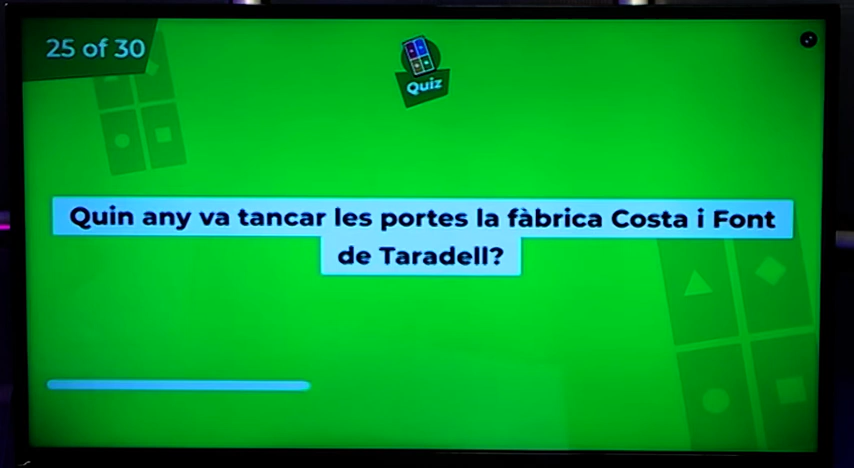 25 of 30
Quiz
Quin any va tancar les portes la fàbrica Costa i Font
de Taradell?